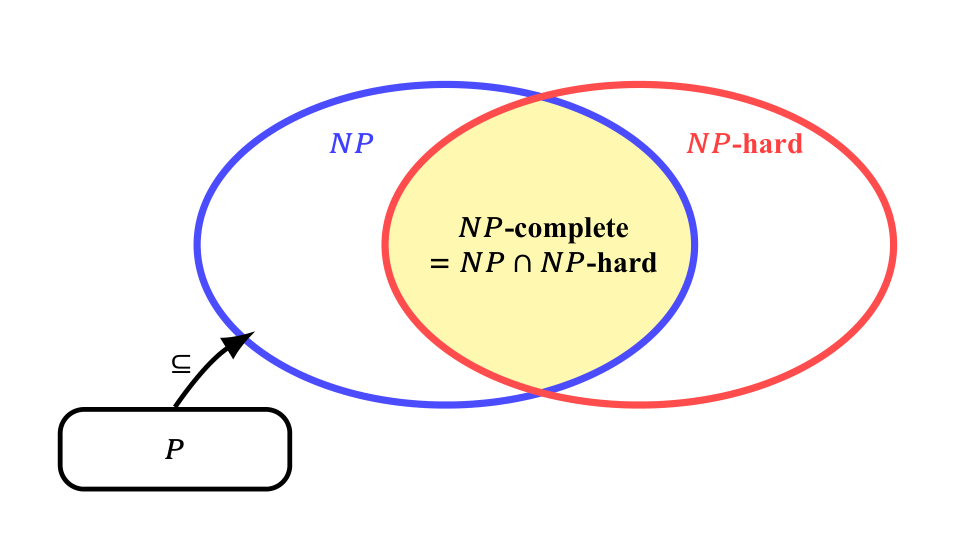 NP
NP-hard
NP-complete
= NP ∩ NP-hard
⊆
P